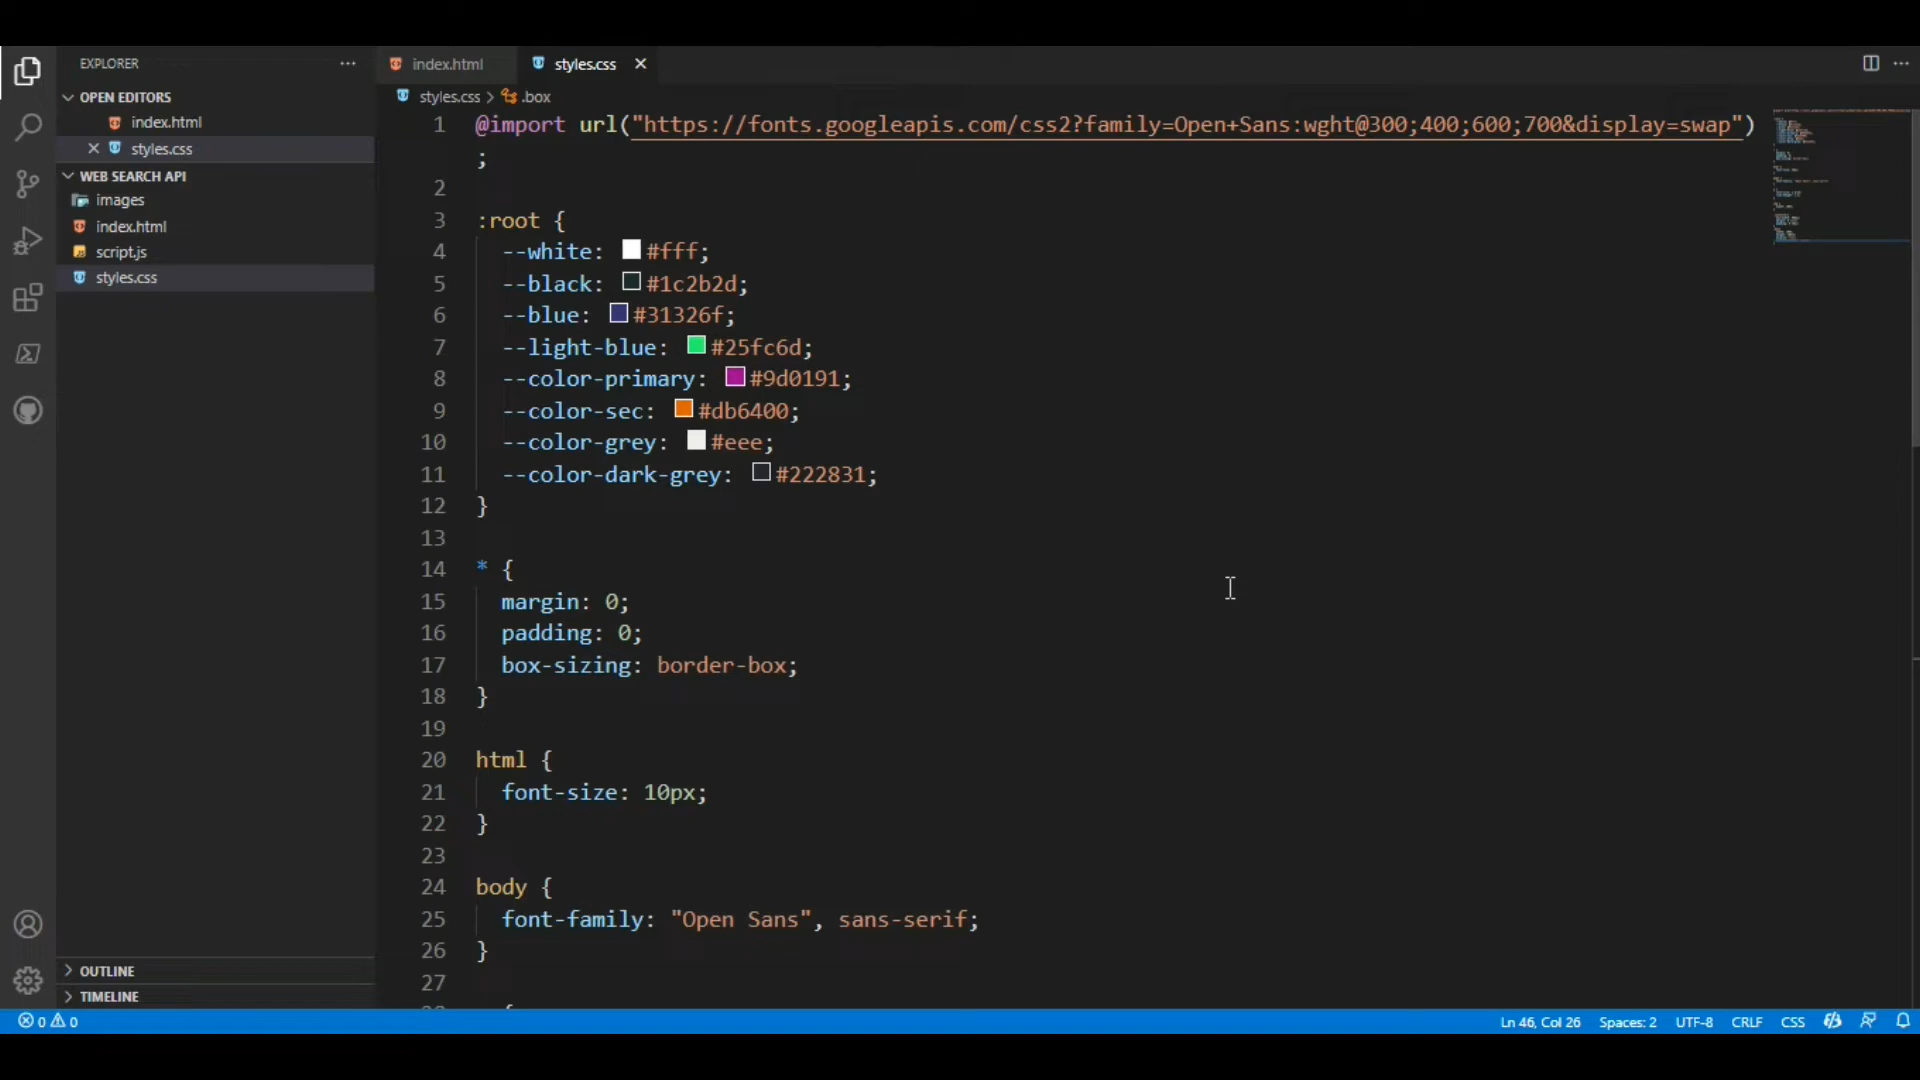 EXPLORER
OPEN EDITORS
index.html
styles.css
WEB SEARCH API
images
index.html
script.js
styles.css
OUTLINE
TIMELINE
index.html
styles.css
styles.css > .box
1 @import url("https://fonts.googleapis.com/css2?family=Open+Sans:wght@300;400;600;700&display=swap")
;
2
3 :root {
4 --white: #fff;
5 --black: #1c2b2d;
6 --blue: #31326f;
7 --light-blue: #25fc6d;
8 --color-primary: #9d0191;
9 --color-sec: #db6400;
10 --color-grey: #eee;
11 --color-dark-grey: #222831;
12 }
13
14 * {
15 margin: 0;
16 padding: 0;
17 box-sizing: border-box;
18 }
19
20 html {
21 font-size: 10px;
22 }
23
24 body {
25 font-family: "Open Sans", sans-serif;
26 }
27
0 0
Ln 46, Col 26 Spaces: 2 UTF-8 CRLF CSS